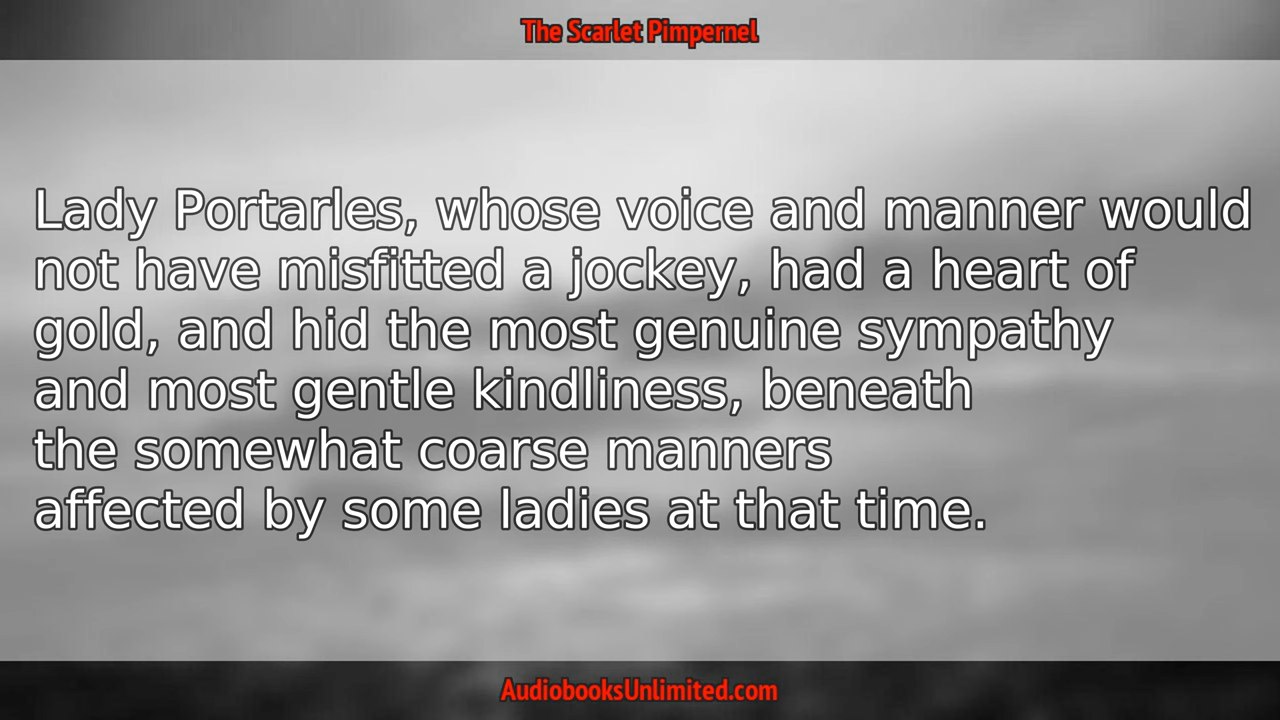 The Scarlet Pimpernel
Lady Portarles, whose voice and manner would
not have misfitted a jockey, had a heart of
gold, and hid the most genuine sympathy
and most gentle kindliness, beneath
the somewhat coarse manners
affected by some ladies at that time.
AudiobooksUnlimited.com